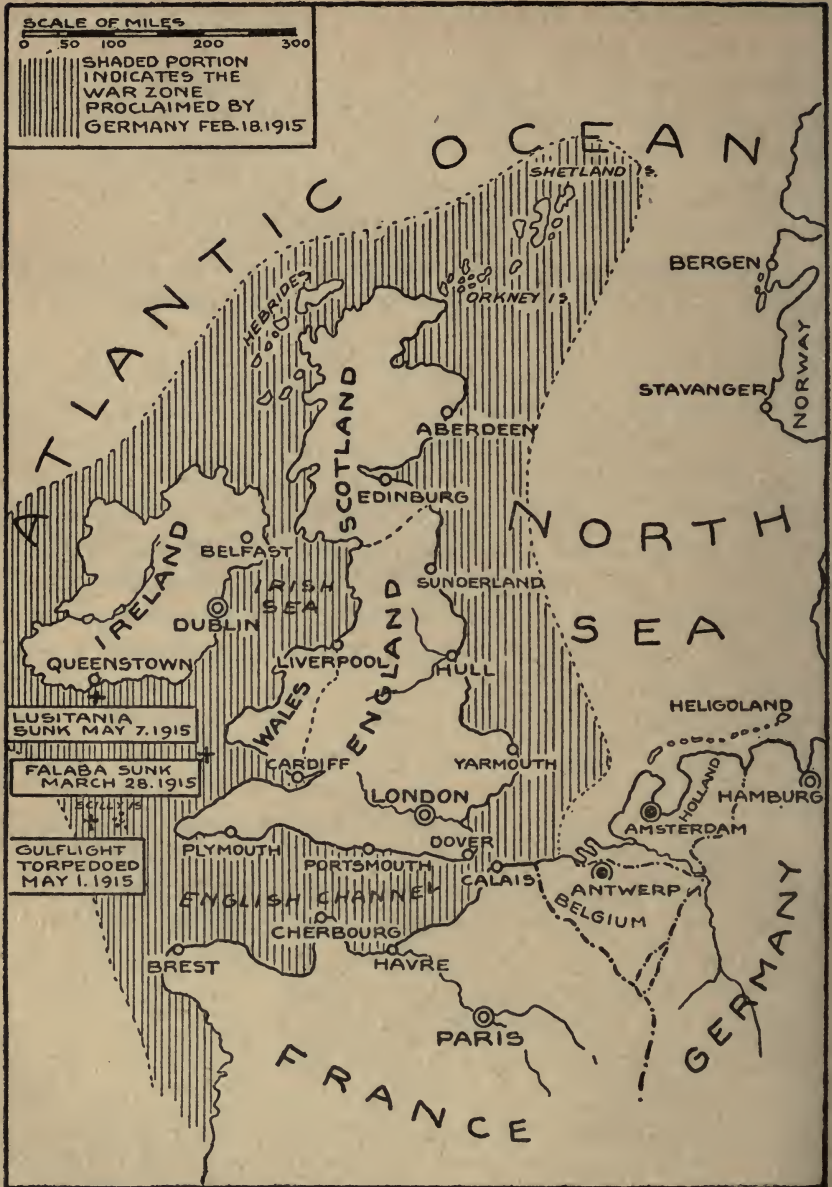 SCALE OF MILES
0 50 100 200 300
SHADED PORTION
INDICATES THE
WAR ZONE
PROCLAIMED BY
GERMANY FEB.18.1915
ATLANTIC OCEAN
SHETLAND IS.
HEBRIDES
ORKNEY IS.
BERGEN
NORWAY
STAVANGER
SCOTLAND
ABERDEEN
EDINBURG
NORTH
SEA
BELFAST
IRELAND
IRISH
SEA
DUBLIN
SUNDERLAND
ENGLAND
QUEENSTOWN
LIVERPOOL
HULL
WALES
LUSITANIA
SUNK MAY 7.1915
HELIGOLAND
FALABA SUNK
MARCH 28.1915
CARDIFF
YARMOUTH
HOLLAND
HAMBURG
SCILLY IS.
LONDON
AMSTERDAM
GULFLIGHT
TORPEDOED
MAY 1.1915
PLYMOUTH
PORTSMOUTH
DOVER
CALAIS
ANTWERP
BELGIUM
ENGLISH CHANNEL
CHERBOURG
BREST
HAVRE
GERMANY
PARIS
FRANCE